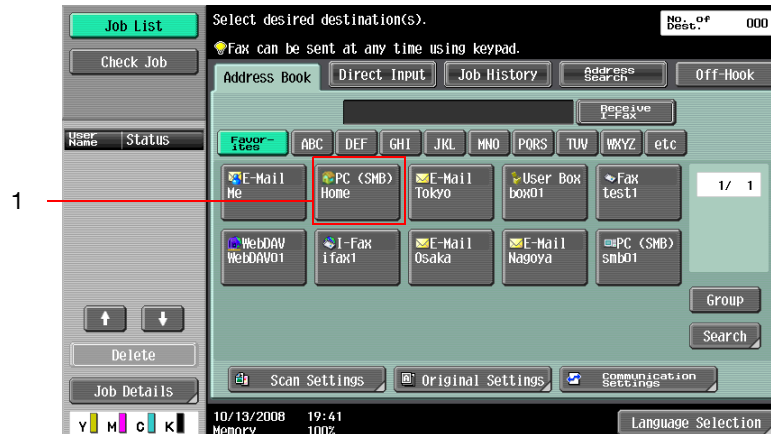 Job List
Check Job
User Name
Status
1
Delete
Job Details
Y M C K
Select desired destination(s).
No. of Dest. 000
Fax can be sent at any time using keypad.
Address Book
Direct Input
Job History
Address Search
Off-Hook
Receive I-Fax
Favor-ites
ABC DEF GHI JKL MNO PQRS TUV WXYZ etc
E-Mail
Me
PC (SMB)
Home
E-Mail
Tokyo
User Box
box01
Fax
test1
1/ 1
WebDAV
WebDAV01
I-Fax
ifax1
E-Mail
Osaka
E-Mail
Nagoya
PC (SMB)
smb01
Group
Search
Scan Settings
Original Settings
Communication Settings
10/13/2008 19:41
Memory 100%
Language Selection